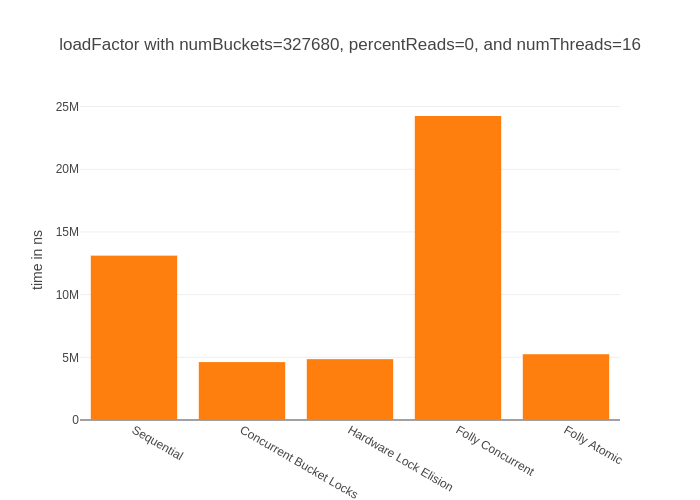 loadFactor with numBuckets=327680, percentReads=0, and numThreads=16
time in ns
25M
20M
15M
10M
5M
0
Sequential
Concurrent Bucket Locks
Hardware Lock Elision
Folly Concurrent
Folly Atomic